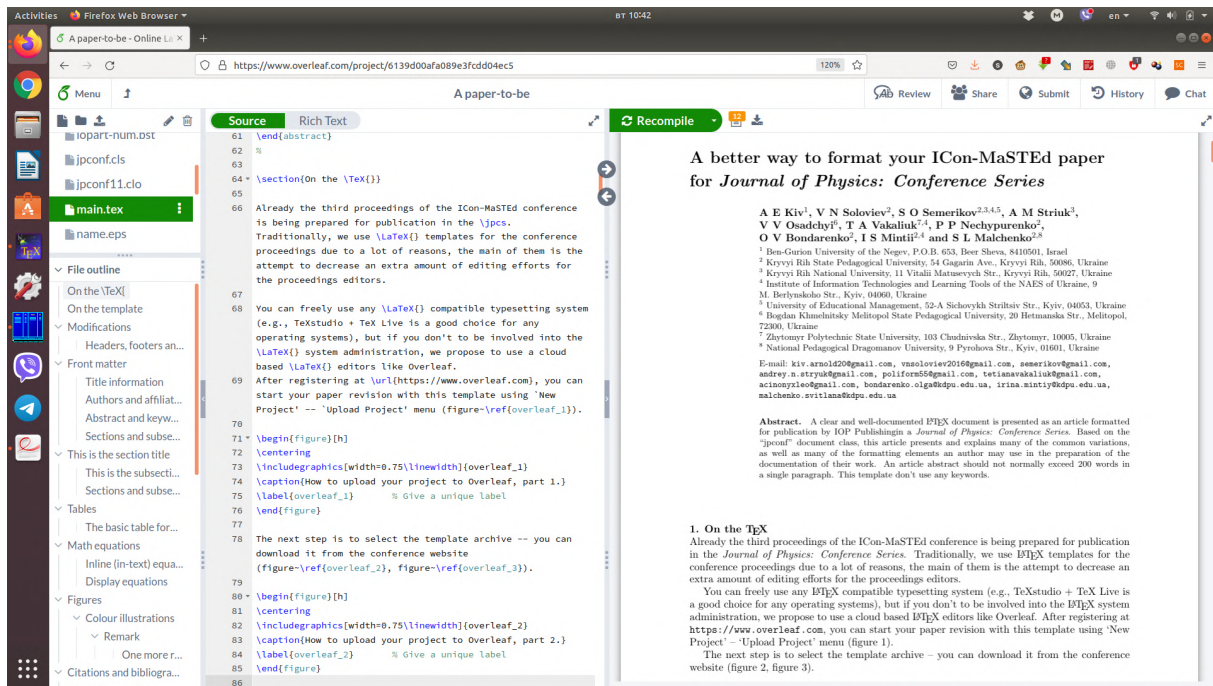 Activities Firefox Web Browser вт 10:42 en
A paper-to-be - Online La
https://www.overleaf.com/project/6139d00afa089e3fcdd04ec5 120%
Menu A paper-to-be Review Share Submit History Chat
Source Rich Text Recompile 12
iopart-num.bst
jpconf.cls
jpconf11.clo
main.tex
name.eps
File outline
On the \TeX{
On the template
Modifications
Headers, footers an...
Front matter
Title information
Authors and affiliat...
Abstract and keyw...
Sections and subse...
This is the section title
This is the subsecti...
Sections and subse...
Tables
The basic table for...
Math equations
Inline (in-text) equa...
Display equations
Figures
Colour illustrations
Remark
One more r...
Citations and bibliogra...
61 \end{abstract}
62 %
63
64 \section{On the \TeX{}}
65
66 Already the third proceedings of the ICon-MaSTEd conference
is being prepared for publication in the \jpcs.
Traditionally, we use \LaTeX{} templates for the conference
proceedings due to a lot of reasons, the main of them is the
attempt to decrease an extra amount of editing efforts for
the proceedings editors.
67
68 You can freely use any \LaTeX{} compatible typesetting system
(e.g., TeXstudio + TeX Live is a good choice for any
operating systems), but if you don't to be involved into the
\LaTeX{} system administration, we propose to use a cloud
based \LaTeX{} editors like Overleaf.
69 After registering at \url{https://www.overleaf.com}, you can
start your paper revision with this template using `New
Project' -- `Upload Project' menu (figure~\ref{overleaf_1}).
70
71 \begin{figure}[h]
72 \centering
73 \includegraphics[width=0.75\linewidth]{overleaf_1}
74 \caption{How to upload your project to Overleaf, part 1.}
75 \label{overleaf_1} % Give a unique label
76 \end{figure}
77
78 The next step is to select the template archive -- you can
download it from the conference website
(figure~\ref{overleaf_2}, figure~\ref{overleaf_3}).
79
80 \begin{figure}[h]
81 \centering
82 \includegraphics[width=0.75\linewidth]{overleaf_2}
83 \caption{How to upload your project to Overleaf, part 2.}
84 \label{overleaf_2} % Give a unique label
85 \end{figure}
86
A better way to format your ICon-MaSTEd paper
for Journal of Physics: Conference Series
A E Kiv1, V N Soloviev2, S O Semerikov2,3,4,5, A M Striuk3,
V V Osadchyi6, T A Vakaliuk7,4, P P Nechypurenko2,
O V Bondarenko2, I S Mintii2,4 and S L Malchenko2,8
1 Ben-Gurion University of the Negev, P.O.B. 653, Beer Sheva, 8410501, Israel
2 Kryvyi Rih State Pedagogical University, 54 Gagarin Ave., Kryvyi Rih, 50086, Ukraine
3 Kryvyi Rih National University, 11 Vitalii Matusevych Str., Kryvyi Rih, 50027, Ukraine
4 Institute of Information Technologies and Learning Tools of the NAES of Ukraine, 9
M. Berlynskoho Str., Kyiv, 04060, Ukraine
5 University of Educational Management, 52-A Sichovykh Striltsiv Str., Kyiv, 04053, Ukraine
6 Bogdan Khmelnitsky Melitopol State Pedagogical University, 20 Hetmanska Str., Melitopol,
72300, Ukraine
7 Zhytomyr Polytechnic State University, 103 Chudnivska Str., Zhytomyr, 10005, Ukraine
8 National Pedagogical Dragomanov University, 9 Pyrohova Str., Kyiv, 01601, Ukraine
E-mail: kiv.arnold20@gmail.com, vnsoloviev2016@gmail.com, semerikov@gmail.com,
andrey.n.stryuk@gmail.com, poliform55@gmail.com, tetianavakaliuk@gmail.com,
acinonyxleo@gmail.com, bondarenko.olga@kdpu.edu.ua, irina.mintiy@kdpu.edu.ua,
malchenko.svitlana@kdpu.edu.ua
Abstract. A clear and well-documented LATEX document is presented as an article formatted
for publication by IOP Publishingin a Journal of Physics: Conference Series. Based on the
“jpconf” document class, this article presents and explains many of the common variations,
as well as many of the formatting elements an author may use in the preparation of the
documentation of their work. An article abstract should not normally exceed 200 words in
a single paragraph. This template don't use any keywords.
1. On the TEX
Already the third proceedings of the ICon-MaSTEd conference is being prepared for publication
in the Journal of Physics: Conference Series. Traditionally, we use LATEX templates for the
conference proceedings due to a lot of reasons, the main of them is the attempt to decrease an
extra amount of editing efforts for the proceedings editors.
You can freely use any LATEX compatible typesetting system (e.g., TeXstudio + TeX Live is
a good choice for any operating systems), but if you don't to be involved into the LATEX system
administration, we propose to use a cloud based LATEX editors like Overleaf. After registering at
https://www.overleaf.com, you can start your paper revision with this template using ‘New
Project’ – ‘Upload Project’ menu (figure 1).
The next step is to select the template archive – you can download it from the conference
website (figure 2, figure 3).